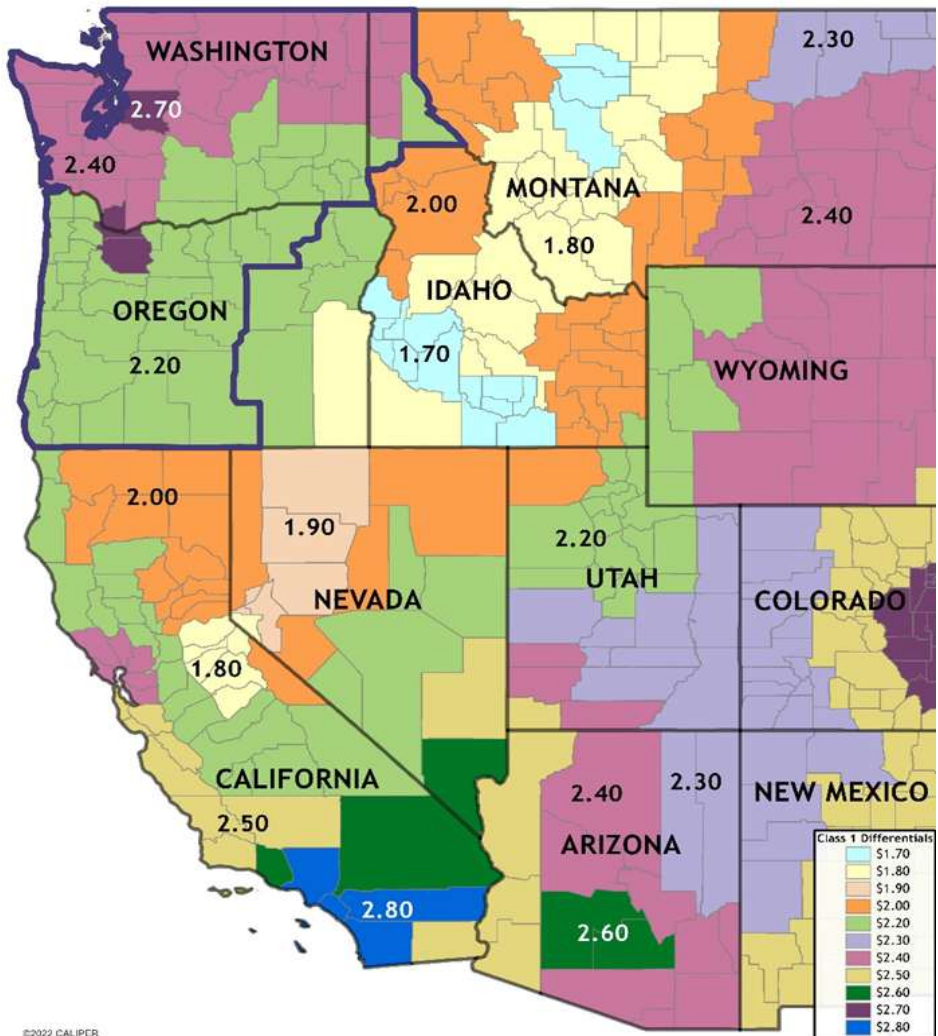 WASHINGTON
2.30
2.70
2.40
MONTANA
2.00
2.40
1.80
IDAHO
OREGON
2.20
1.70
WYOMING
2.00
1.90
2.20
UTAH
NEVADA
COLORADO
1.80
CALIFORNIA
2.50
2.40
2.30
NEW MEXICO
ARIZONA
2.80
2.60
Class 1 Differentials
$1.70
$1.80
$1.90
$2.00
$2.20
$2.30
$2.40
$2.50
$2.60
$2.70
$2.80
©2022 CALIPER